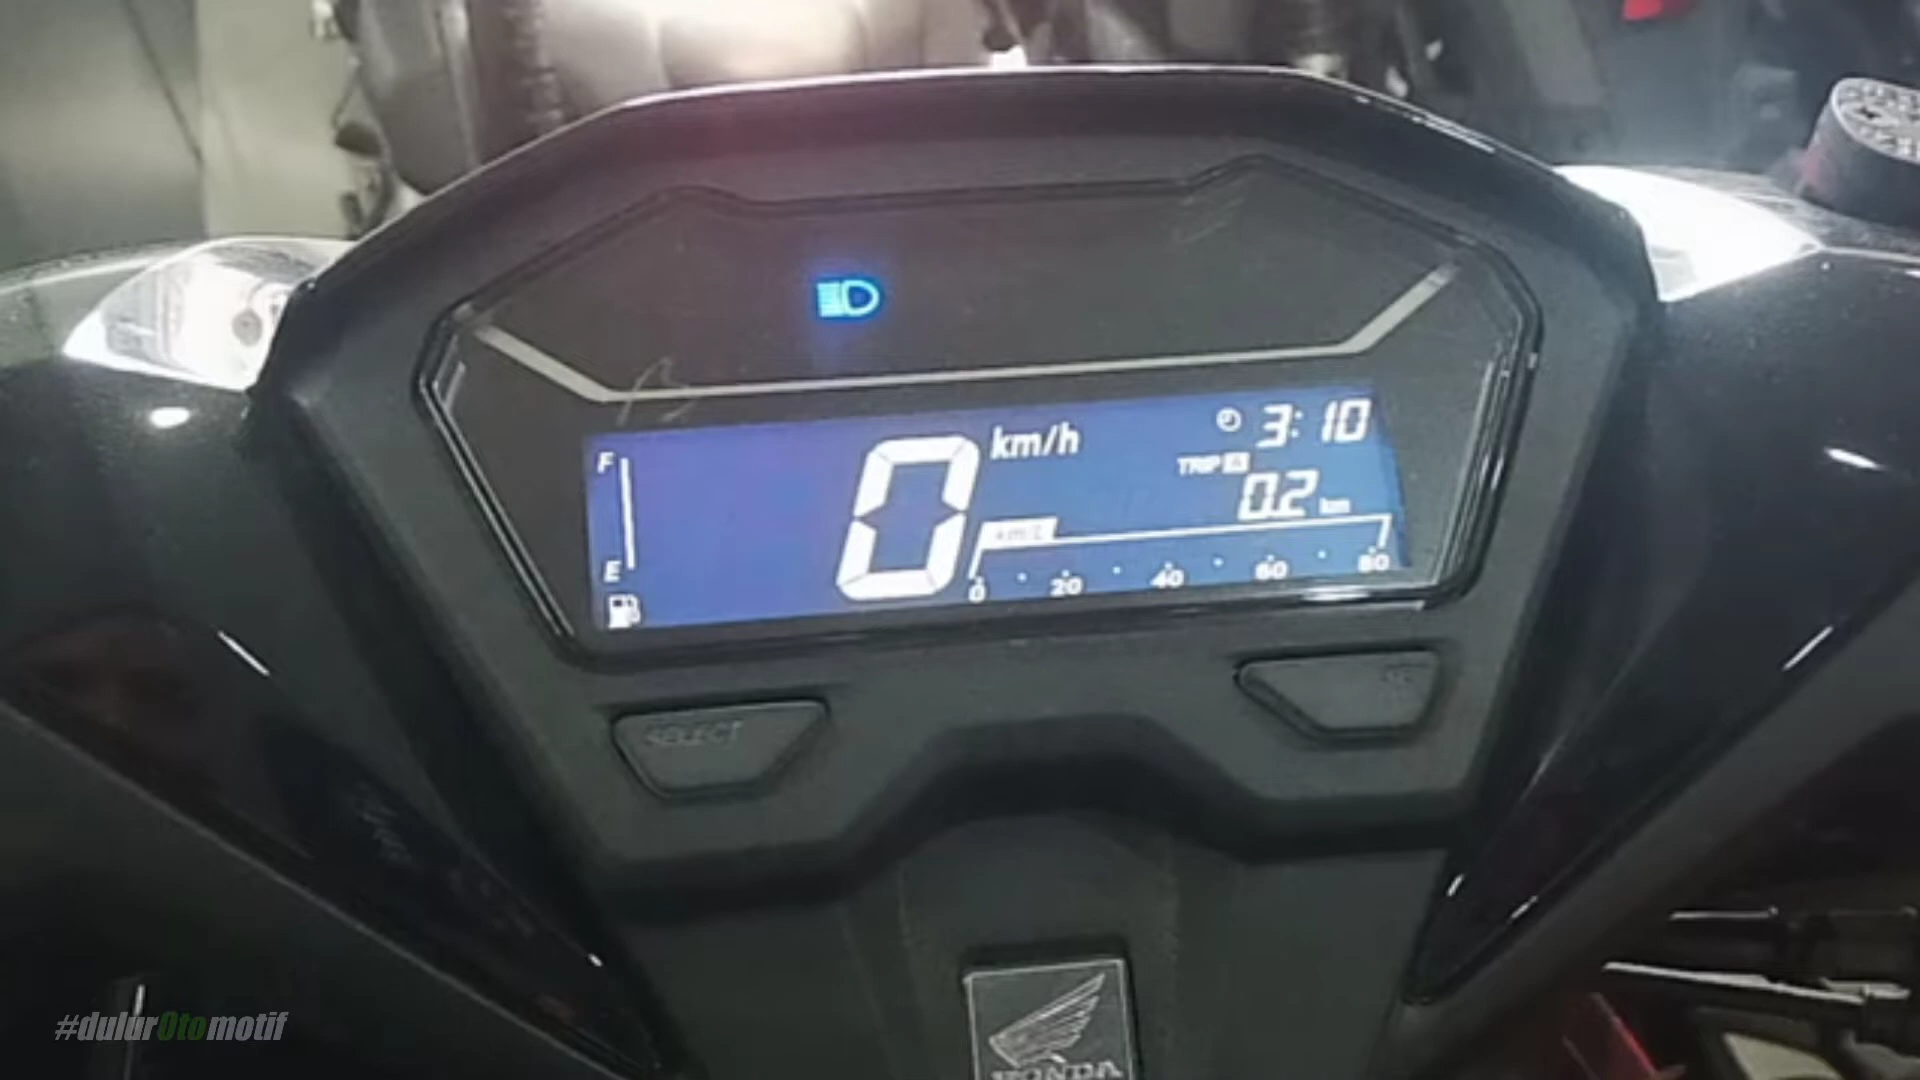 3:10
km/h
F
TRIP A
0.2 km
0
km/L
E
0 20 40 60 80
SELECT
HONDA
#dulurOtomotif